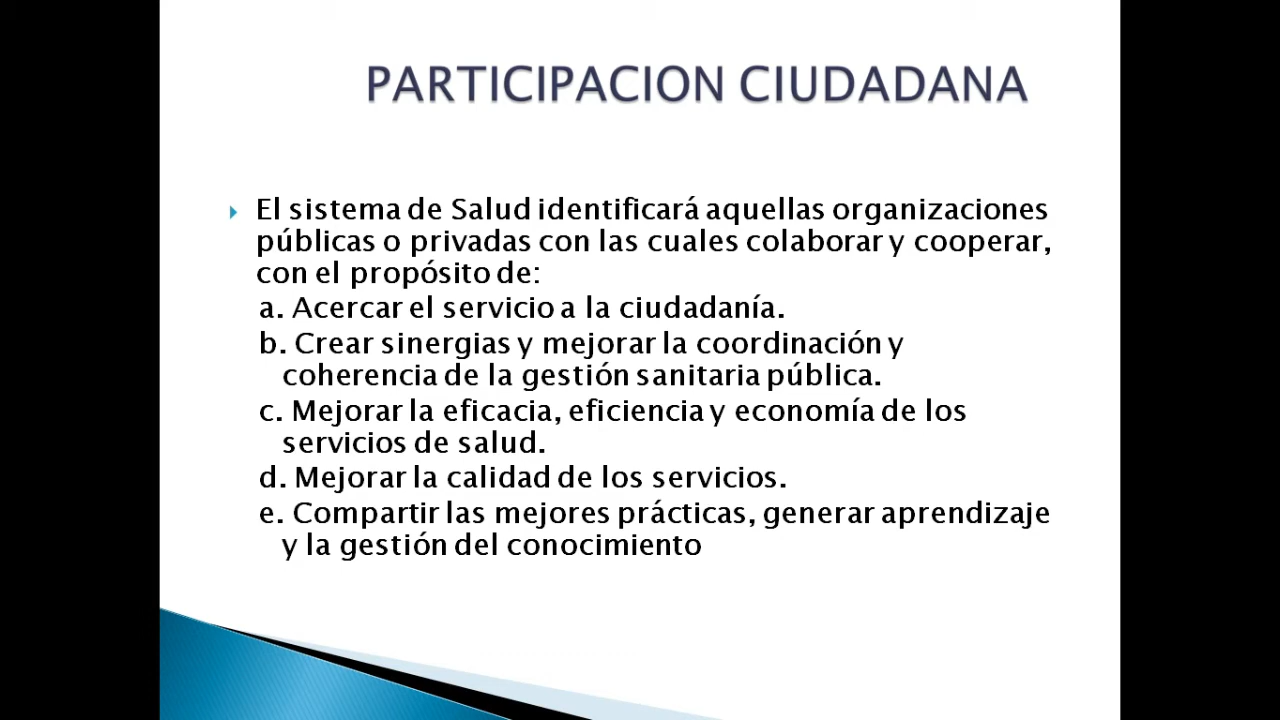 PARTICIPACION CIUDADANA
El sistema de Salud identificará aquellas organizaciones
públicas o privadas con las cuales colaborar y cooperar,
con el propósito de:
a. Acercar el servicio a la ciudadanía.
b. Crear sinergias y mejorar la coordinación y
coherencia de la gestión sanitaria pública.
c. Mejorar la eficacia, eficiencia y economía de los
servicios de salud.
d. Mejorar la calidad de los servicios.
e. Compartir las mejores prácticas, generar aprendizaje
y la gestión del conocimiento